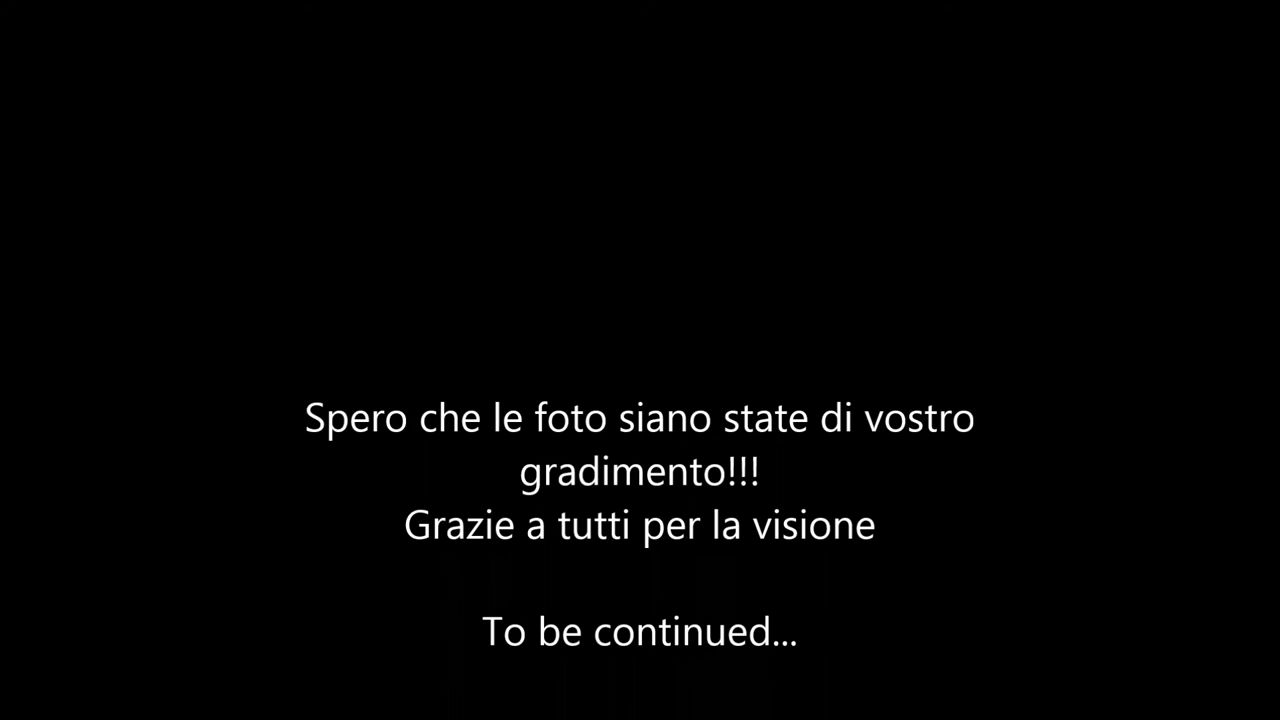 Spero che le foto siano state di vostro
gradimento!!!
Grazie a tutti per la visione
To be continued...